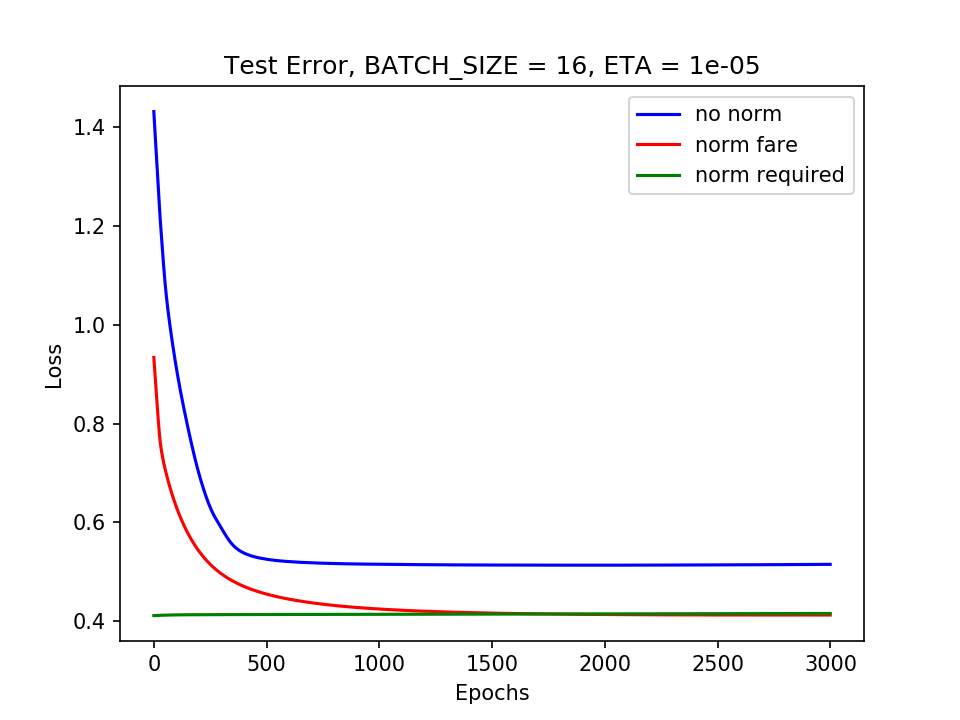 Test Error, BATCH_SIZE = 16, ETA = 1e-05
no norm
norm fare
norm required
1.4
1.2
1.0
0.8
0.6
0.4
Loss
0 500 1000 1500 2000 2500 3000
Epochs